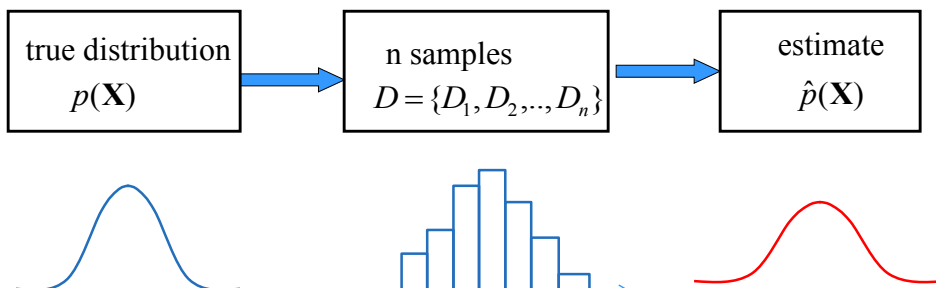 true distribution
p(X)
n samples
D = {D₁, D₂,.., Dₙ}
estimate
p̂(X)